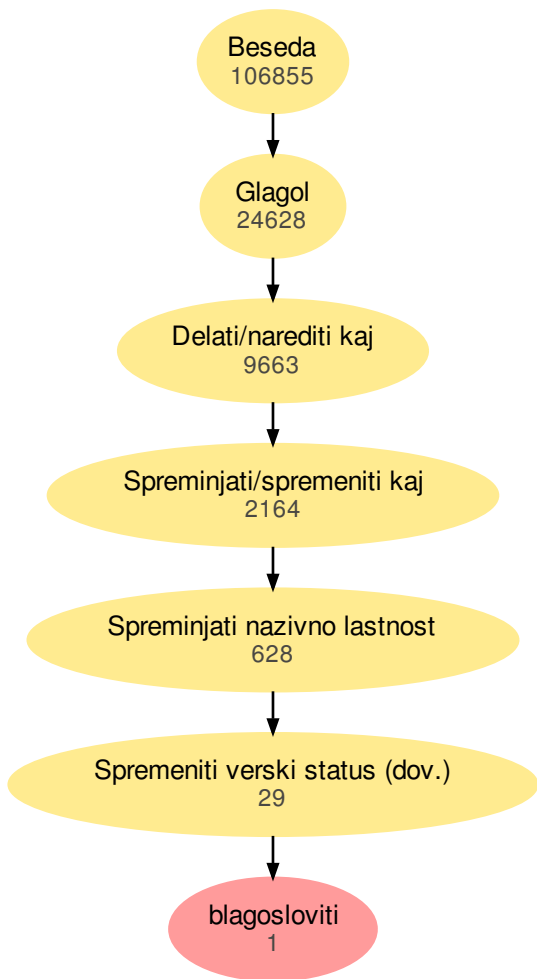 Beseda
106855
Glagol
24628
Delati/narediti kaj
9663
Spreminjati/spremeniti kaj
2164
Spreminjati nazivno lastnost
628
Spremeniti verski status (dov.)
29
blagosloviti
1